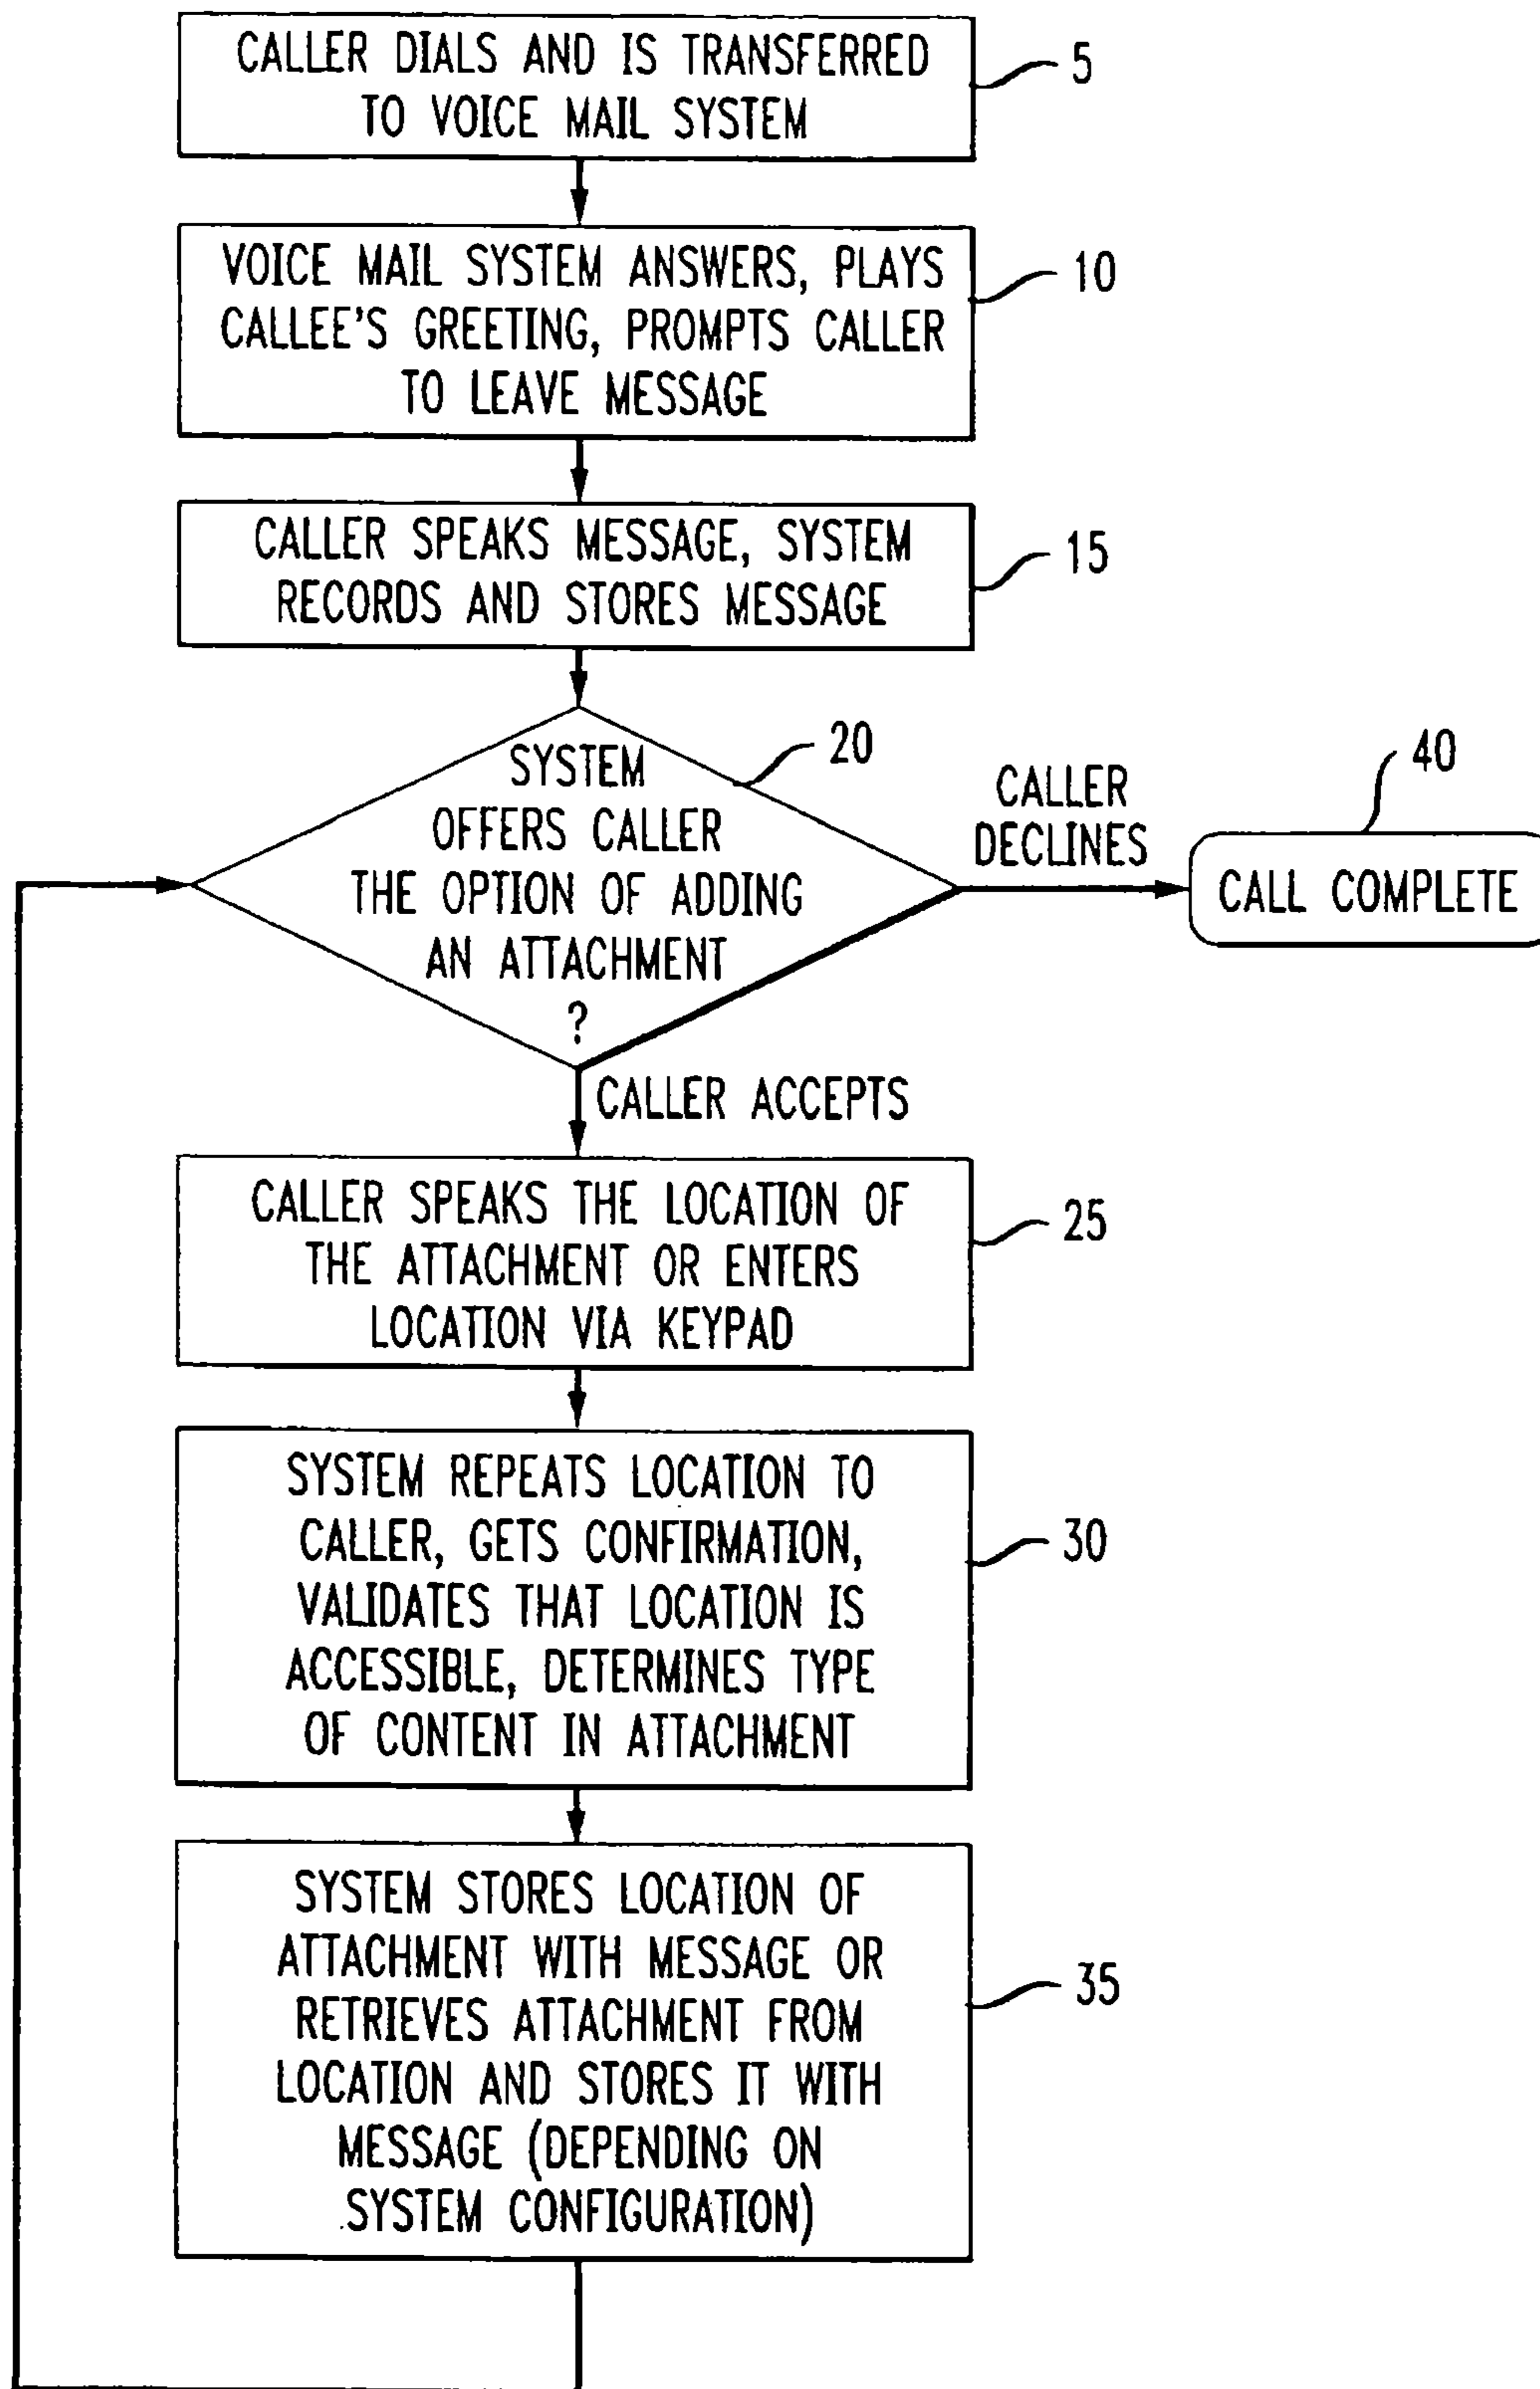 CALLER DIALS AND IS TRANSFERRED
TO VOICE MAIL SYSTEM
5
VOICE MAIL SYSTEM ANSWERS, PLAYS
CALLEE'S GREETING, PROMPTS CALLER
TO LEAVE MESSAGE
10
CALLER SPEAKS MESSAGE, SYSTEM
RECORDS AND STORES MESSAGE
15
SYSTEM
OFFERS CALLER
THE OPTION OF ADDING
AN ATTACHMENT
?
20
CALLER
DECLINES
40
CALL COMPLETE
CALLER ACCEPTS
CALLER SPEAKS THE LOCATION OF
THE ATTACHMENT OR ENTERS
LOCATION VIA KEYPAD
25
SYSTEM REPEATS LOCATION TO
CALLER, GETS CONFIRMATION,
VALIDATES THAT LOCATION IS
ACCESSIBLE, DETERMINES TYPE
OF CONTENT IN ATTACHMENT
30
SYSTEM STORES LOCATION OF
ATTACHMENT WITH MESSAGE OR
RETRIEVES ATTACHMENT FROM
LOCATION AND STORES IT WITH
MESSAGE (DEPENDING ON
SYSTEM CONFIGURATION)
35